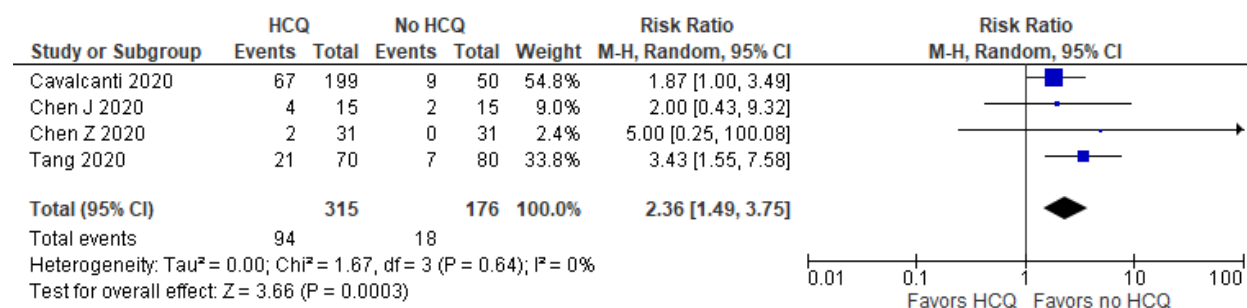 HCQ No HCQ Risk Ratio Risk Ratio
Study or Subgroup Events Total Events Total Weight M-H, Random, 95% CI M-H, Random, 95% CI
Cavalcanti 2020 67 199 9 50 54.8% 1.87 [1.00, 3.49]
Chen J 2020 4 15 2 15 9.0% 2.00 [0.43, 9.32]
Chen Z 2020 2 31 0 31 2.4% 5.00 [0.25, 100.08]
Tang 2020 21 70 7 80 33.8% 3.43 [1.55, 7.58]
Total (95% CI) 315 176 100.0% 2.36 [1.49, 3.75]
Total events 94 18
Heterogeneity: Tau² = 0.00; Chi² = 1.67, df = 3 (P = 0.64); I² = 0%
Test for overall effect: Z = 3.66 (P = 0.0003)
0.01 0.1 1 10 100
Favors HCQ Favors no HCQ